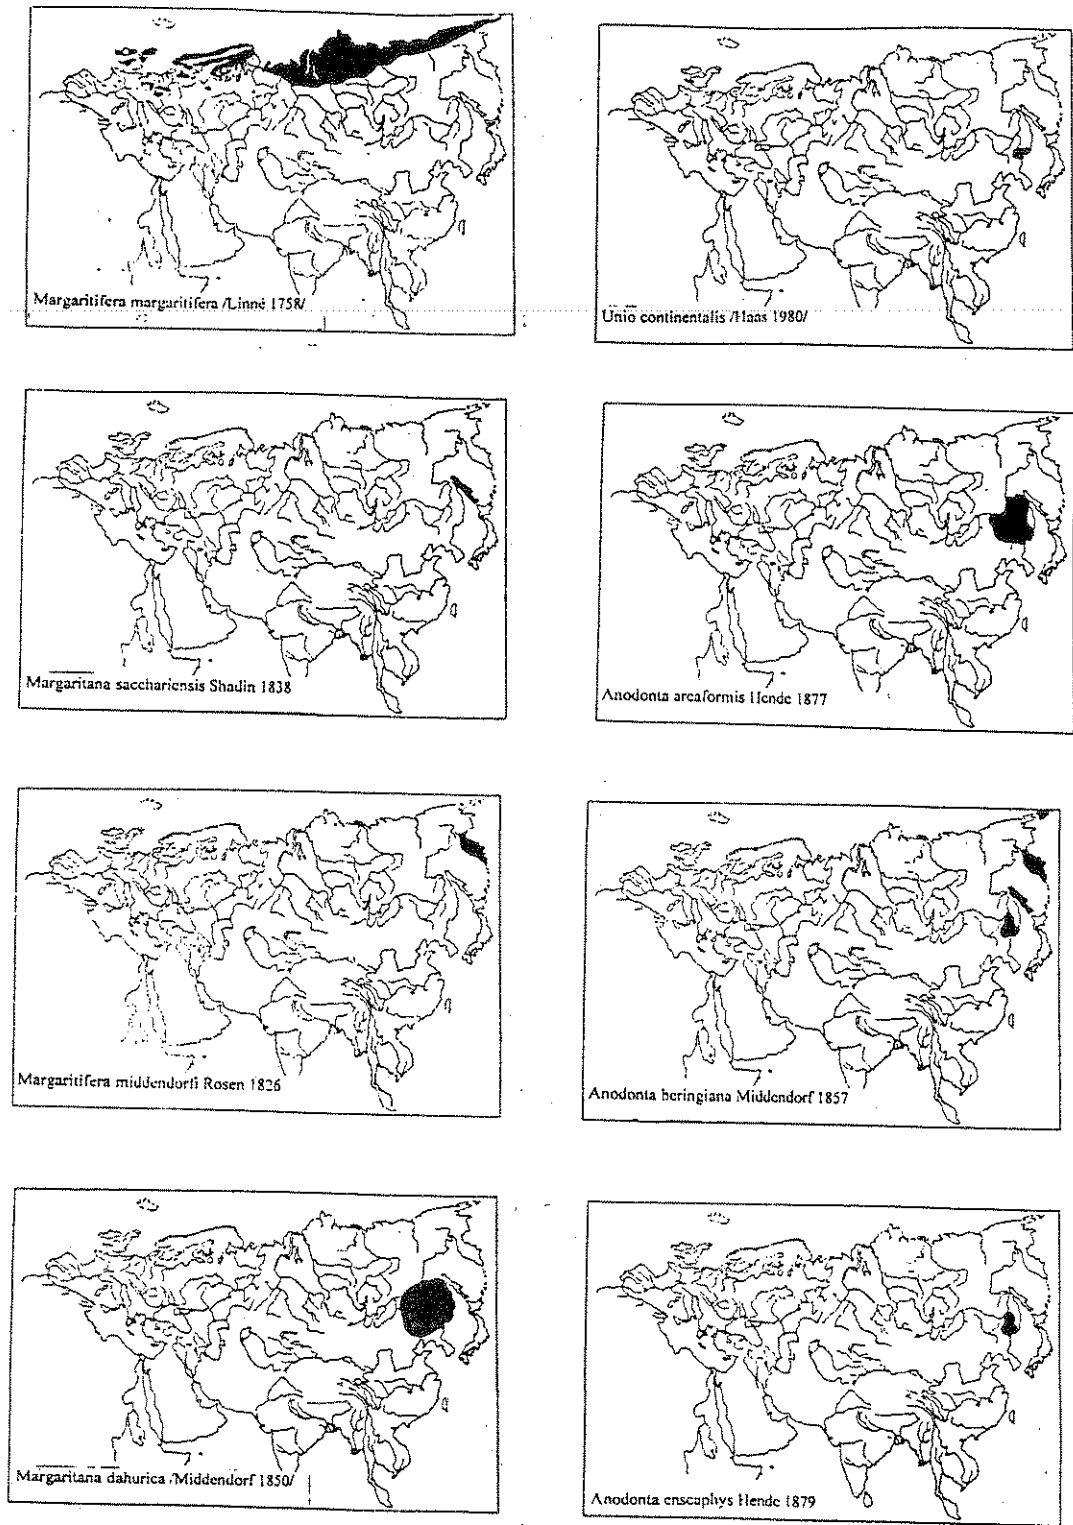 Margaritifera margaritifera /Linné 1758/
Unio continentalis /Haas 1980/
Margaritana sacchariensis Shadin 1838
Anodonta arcaformis Hende 1877
Margaritifera middendorfi Rosen 1826
Anodonta beringiana Middendorf 1857
Margaritana dahurica /Middendorf 1850/
Anodonta enscaphys Hende 1879